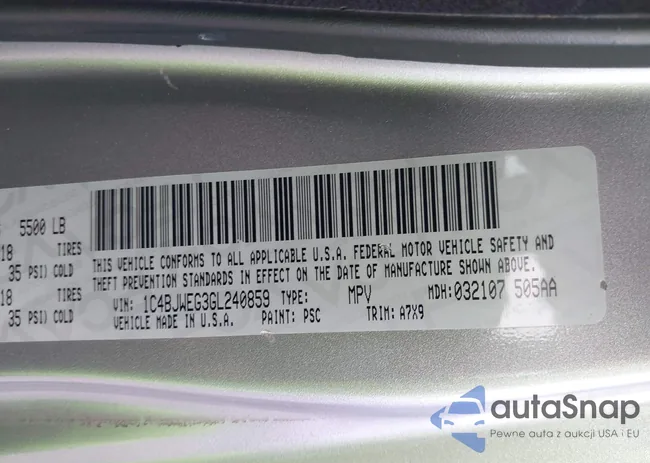 5500 LB
18 TIRES
35 PSI) COLD
18 TIRES
35 PSI) COLD
THIS VEHICLE CONFORMS TO ALL APPLICABLE U.S.A. FEDERAL MOTOR VEHICLE SAFETY AND
THEFT PREVENTION STANDARDS IN EFFECT ON THE DATE OF MANUFACTURE SHOWN ABOVE.
VIN: 1C4BJWEG3GL240859 TYPE: MPV MDH: 032107 505AA
VEHICLE MADE IN U.S.A. PAINT: PSC TRIM: A7X9
autaSnap
Pewne auta z aukcji USA i EU